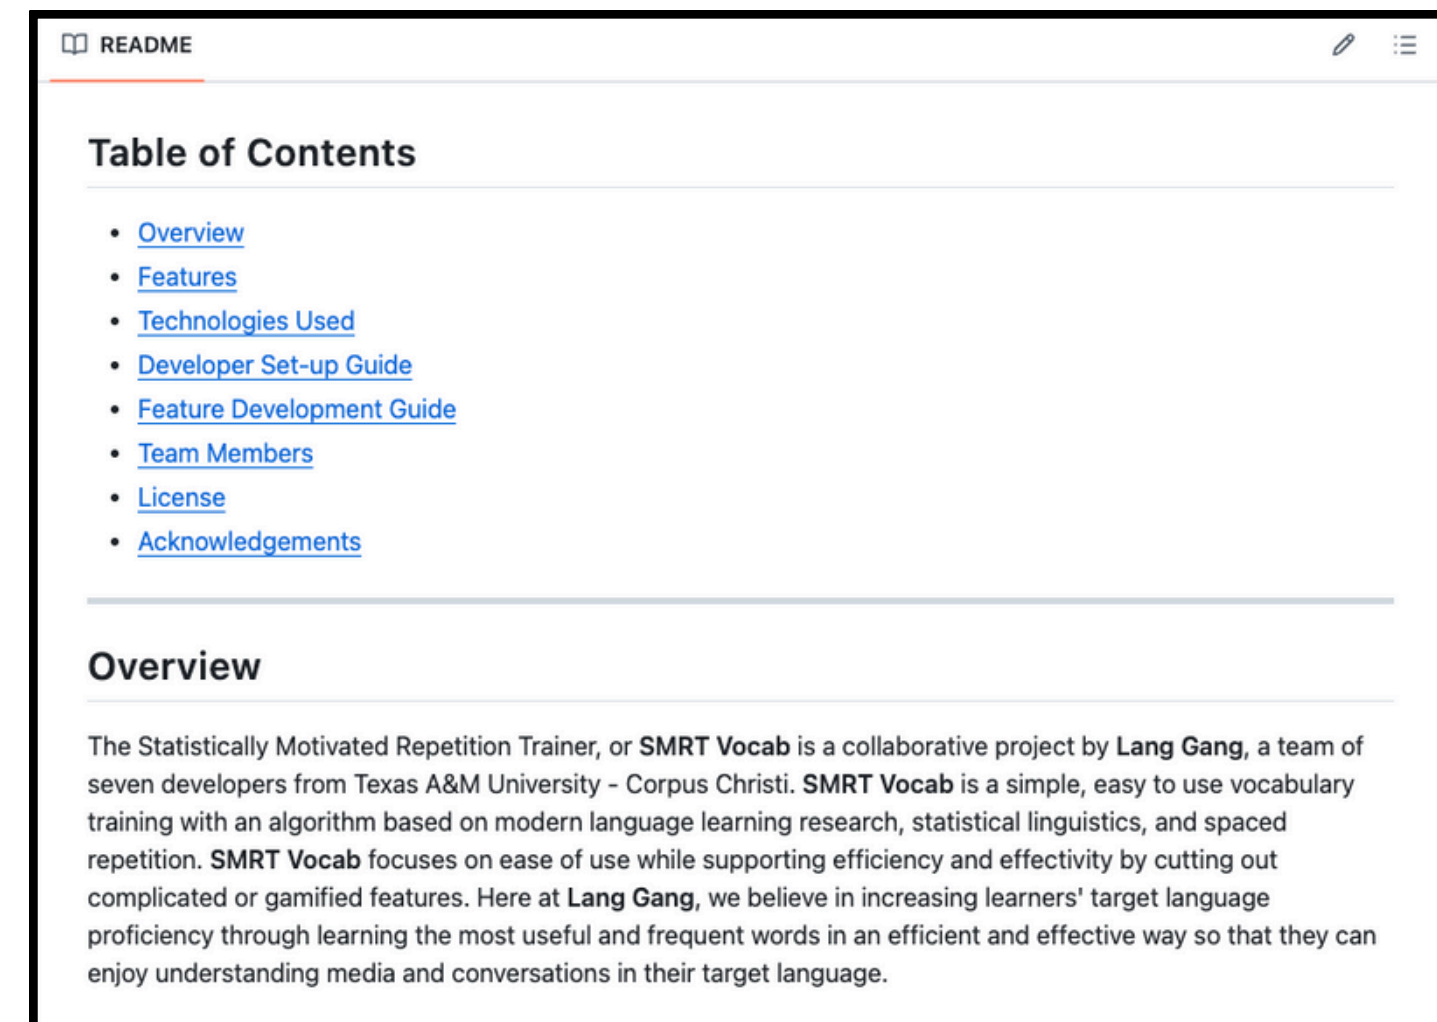 README
Table of Contents
Overview
Features
Technologies Used
Developer Set-up Guide
Feature Development Guide
Team Members
License
Acknowledgements
Overview
The Statistically Motivated Repetition Trainer, or SMRT Vocab is a collaborative project by Lang Gang, a team of
seven developers from Texas A&M University - Corpus Christi. SMRT Vocab is a simple, easy to use vocabulary
training with an algorithm based on modern language learning research, statistical linguistics, and spaced
repetition. SMRT Vocab focuses on ease of use while supporting efficiency and effectivity by cutting out
complicated or gamified features. Here at Lang Gang, we believe in increasing learners' target language
proficiency through learning the most useful and frequent words in an efficient and effective way so that they can
enjoy understanding media and conversations in their target language.